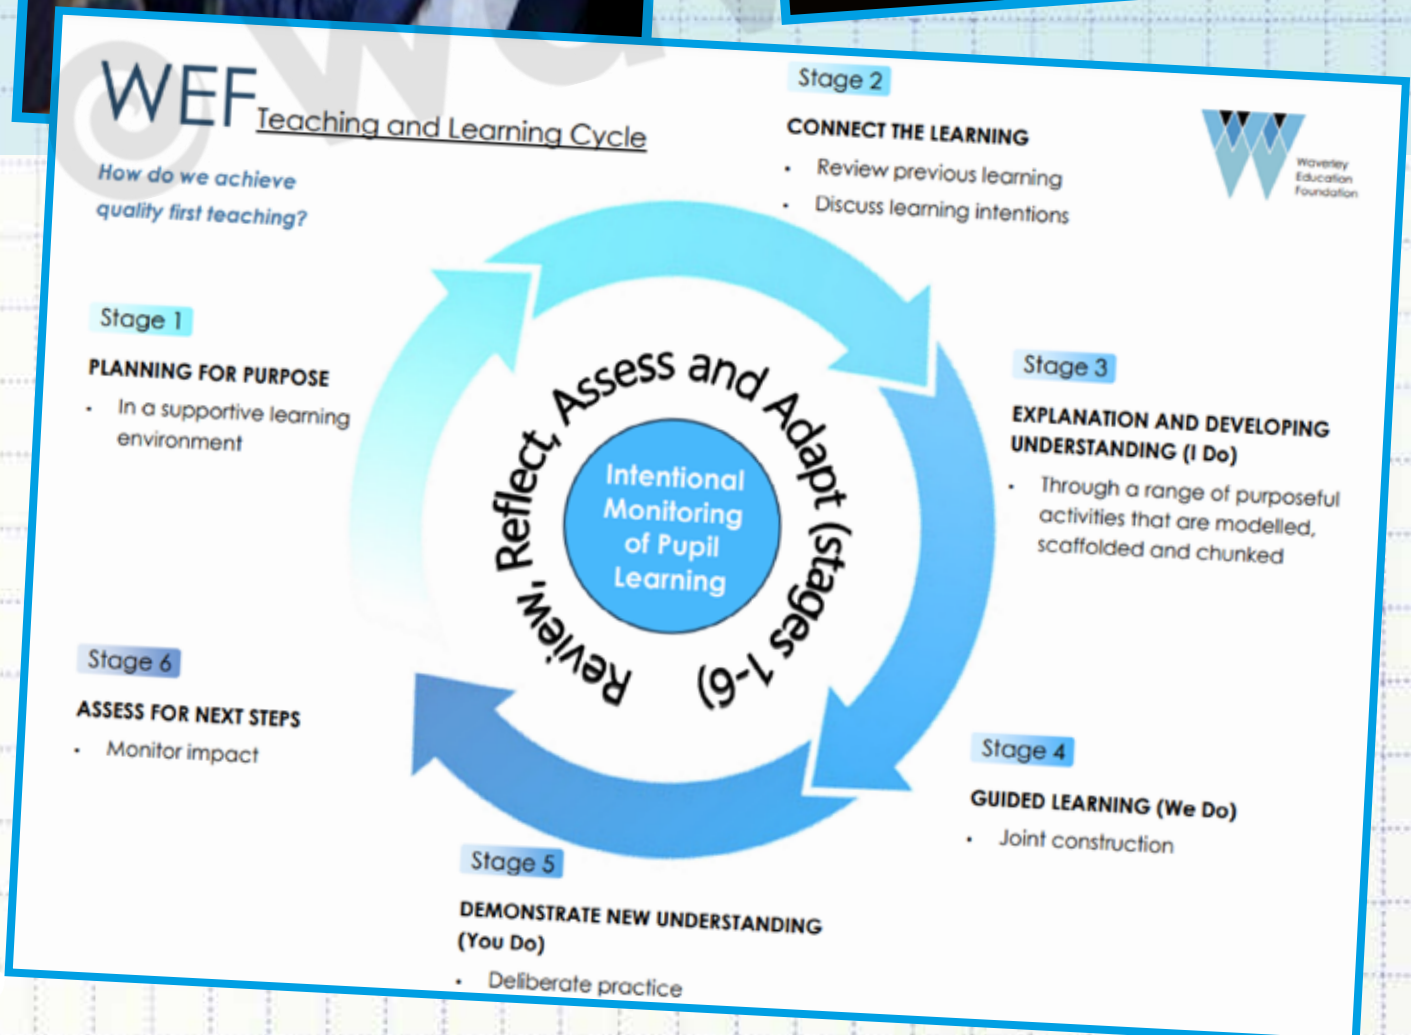 WEF Teaching and Learning Cycle
How do we achieve
quality first teaching?
Stage 1
PLANNING FOR PURPOSE
• In a supportive learning
environment
Stage 2
CONNECT THE LEARNING
• Review previous learning
• Discuss learning intentions
Waverley
Education
Foundation
Stage 3
EXPLANATION AND DEVELOPING
UNDERSTANDING (I Do)
• Through a range of purposeful
activities that are modelled,
scaffolded and chunked
Stage 4
GUIDED LEARNING (We Do)
• Joint construction
Stage 5
DEMONSTRATE NEW UNDERSTANDING
(You Do)
• Deliberate practice
Stage 6
ASSESS FOR NEXT STEPS
• Monitor impact
Review, Reflect, Assess and Adapt (stages 1-6)
Intentional
Monitoring
of Pupil
Learning